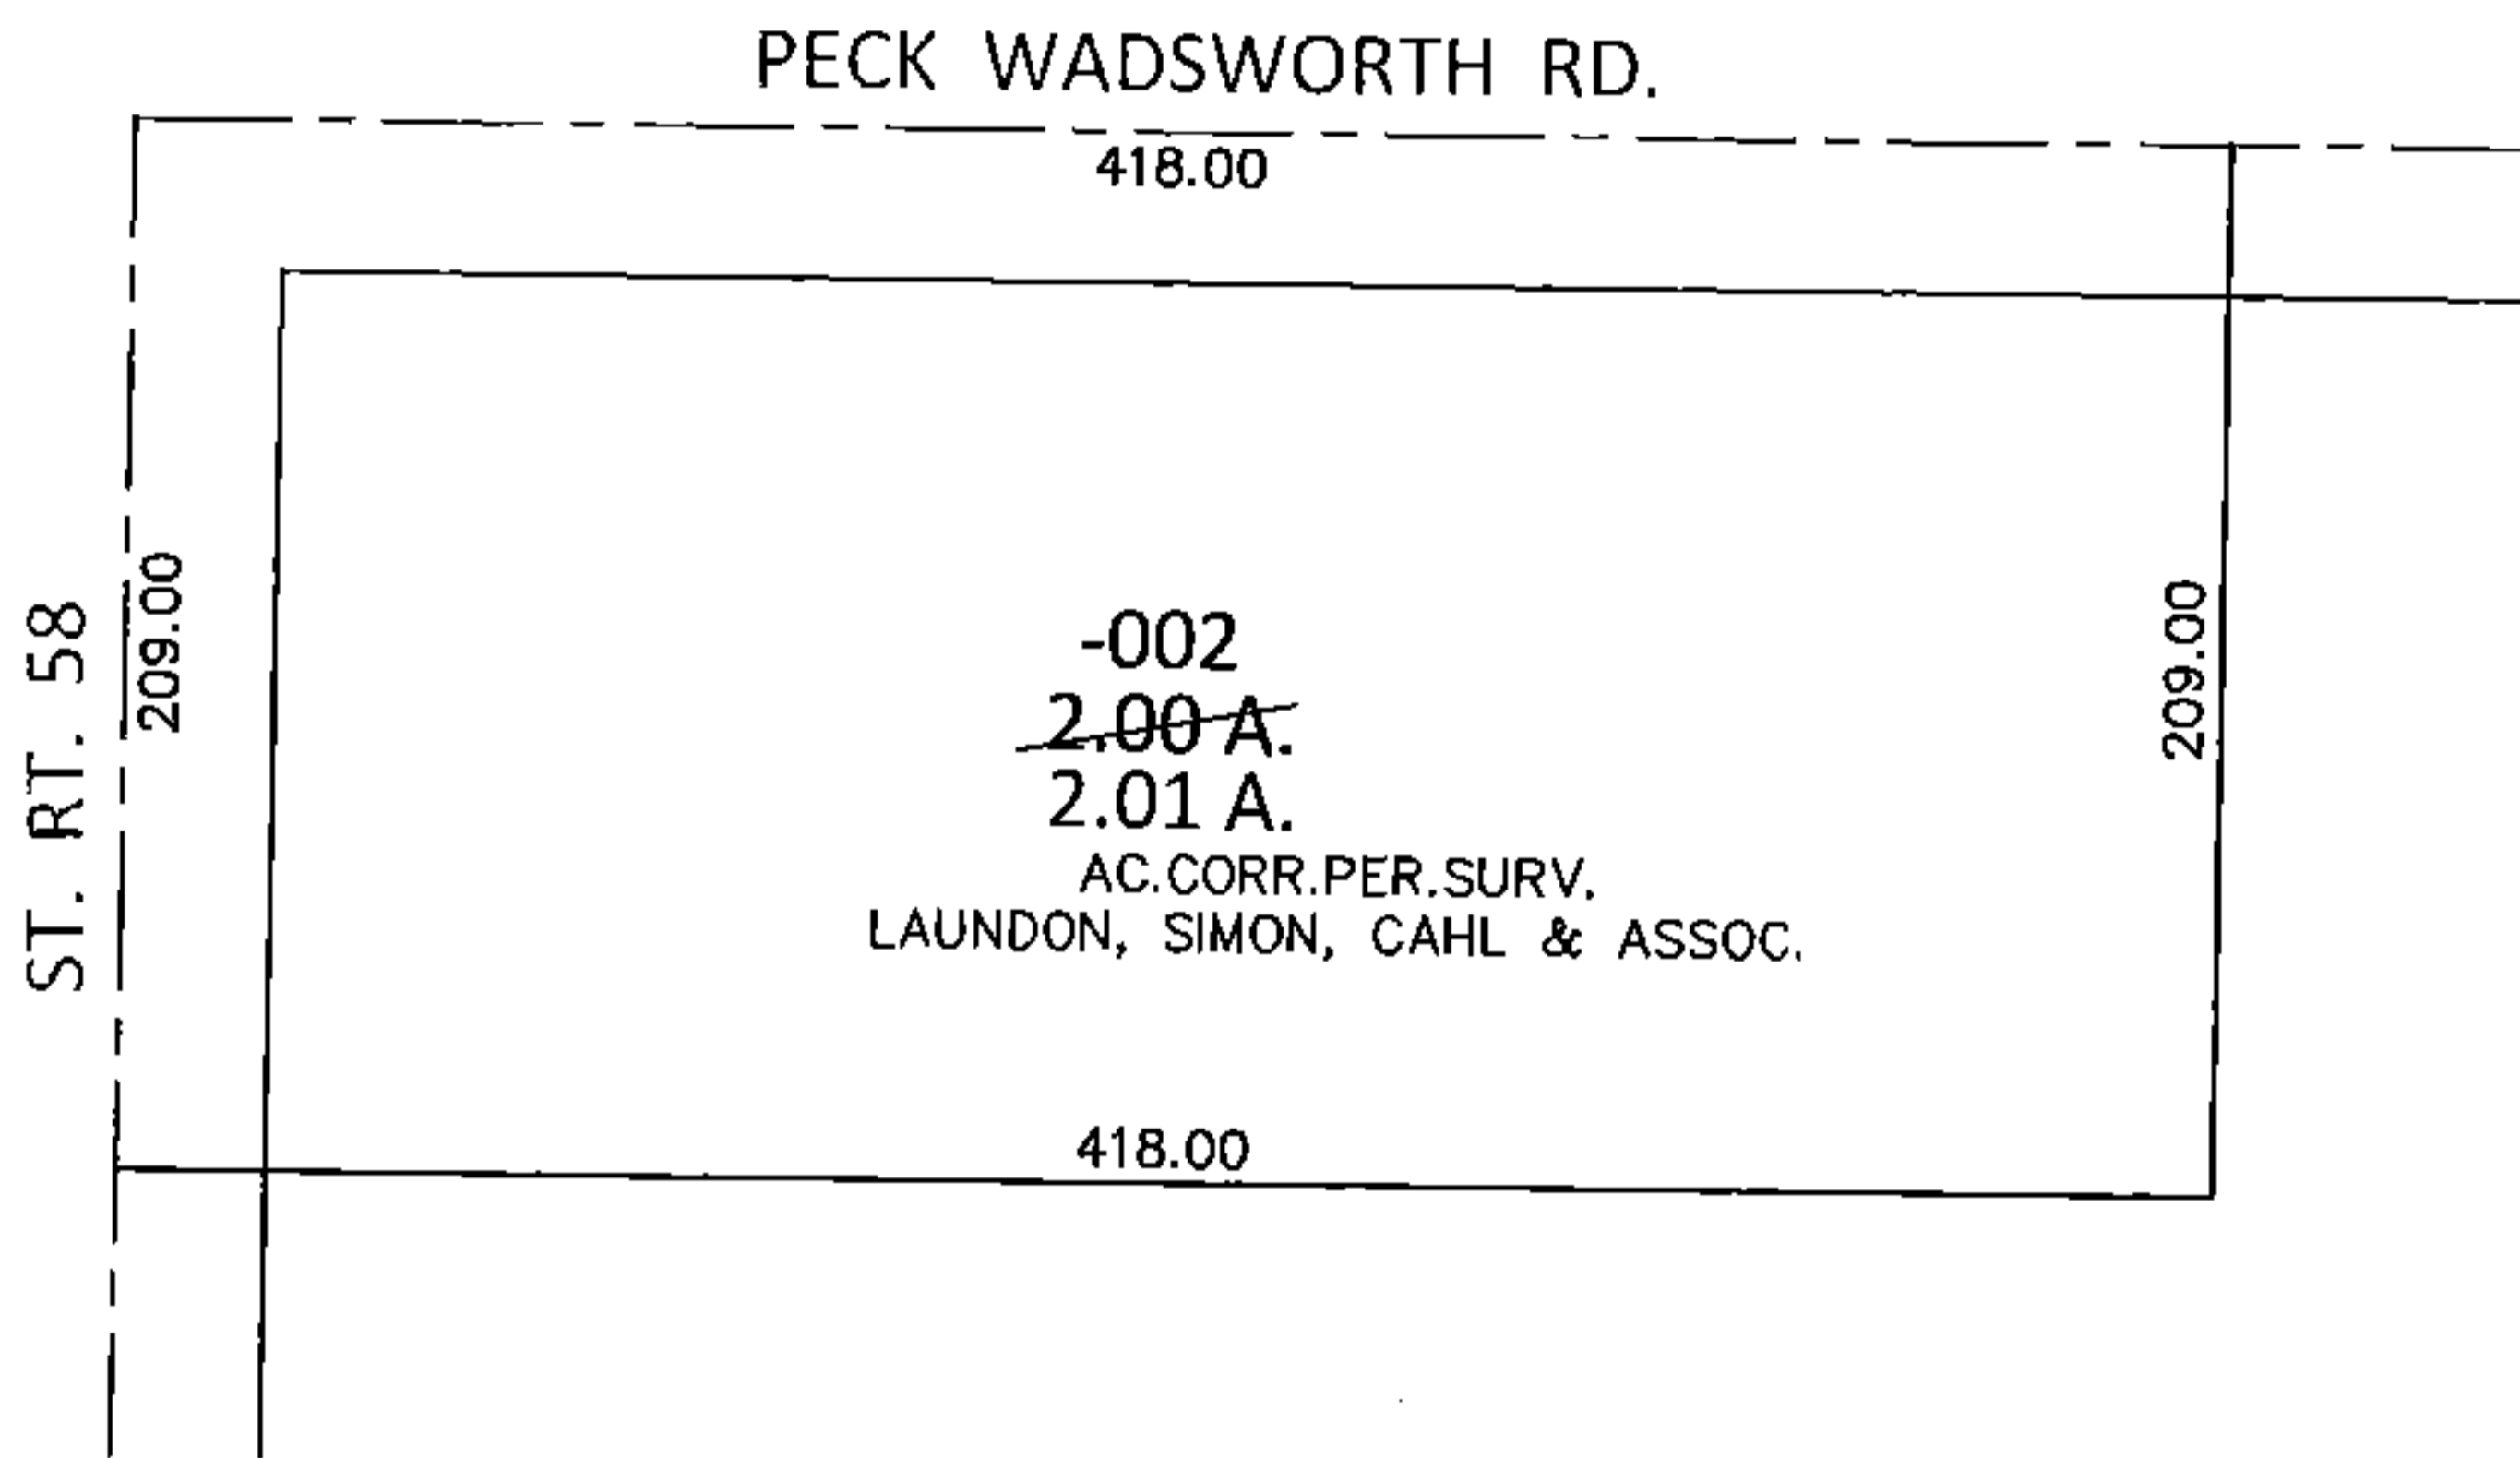 PECK WADSWORTH RD.
418.00
ST. RT. 58
209.00
209.00
-002
2.00 A.
2.01 A.
AC.CORR.PER.SURV.
LAUNDON, SIMON, CAHL & ASSOC.
418.00